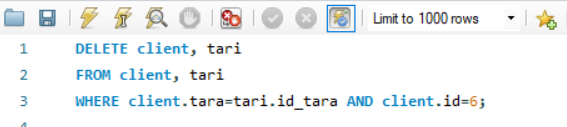 Limit to 1000 rows
1 DELETE client, tari
2 FROM client, tari
3 WHERE client.tara=tari.id_tara AND client.id=6;